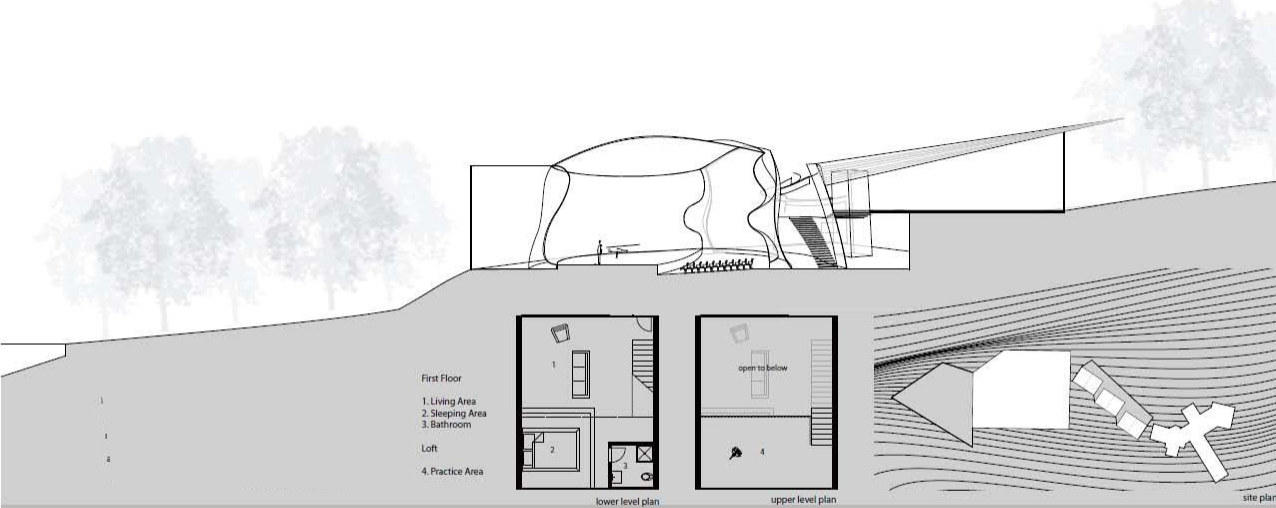 First Floor
1. Living Area
2. Sleeping Area
3. Bathroom
Loft
4. Practice Area
1
2
3
lower level plan
open to below
4
upper level plan
site plan